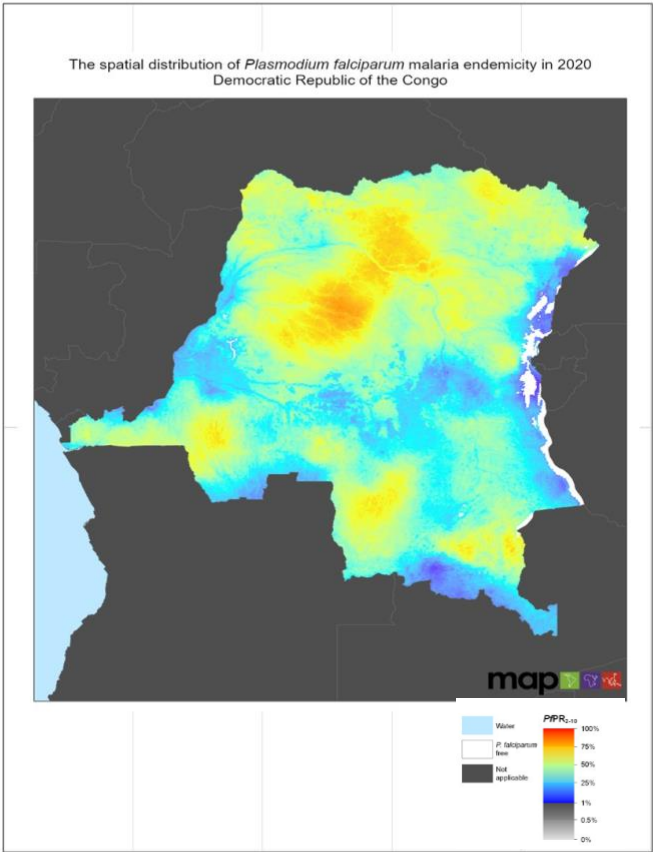 The spatial distribution of Plasmodium falciparum malaria endemicity in 2020
Democratic Republic of the Congo
map
Water
P. falciparum
free
Not
applicable
PfPR2-10
100%
75%
50%
25%
1%
0.5%
0%